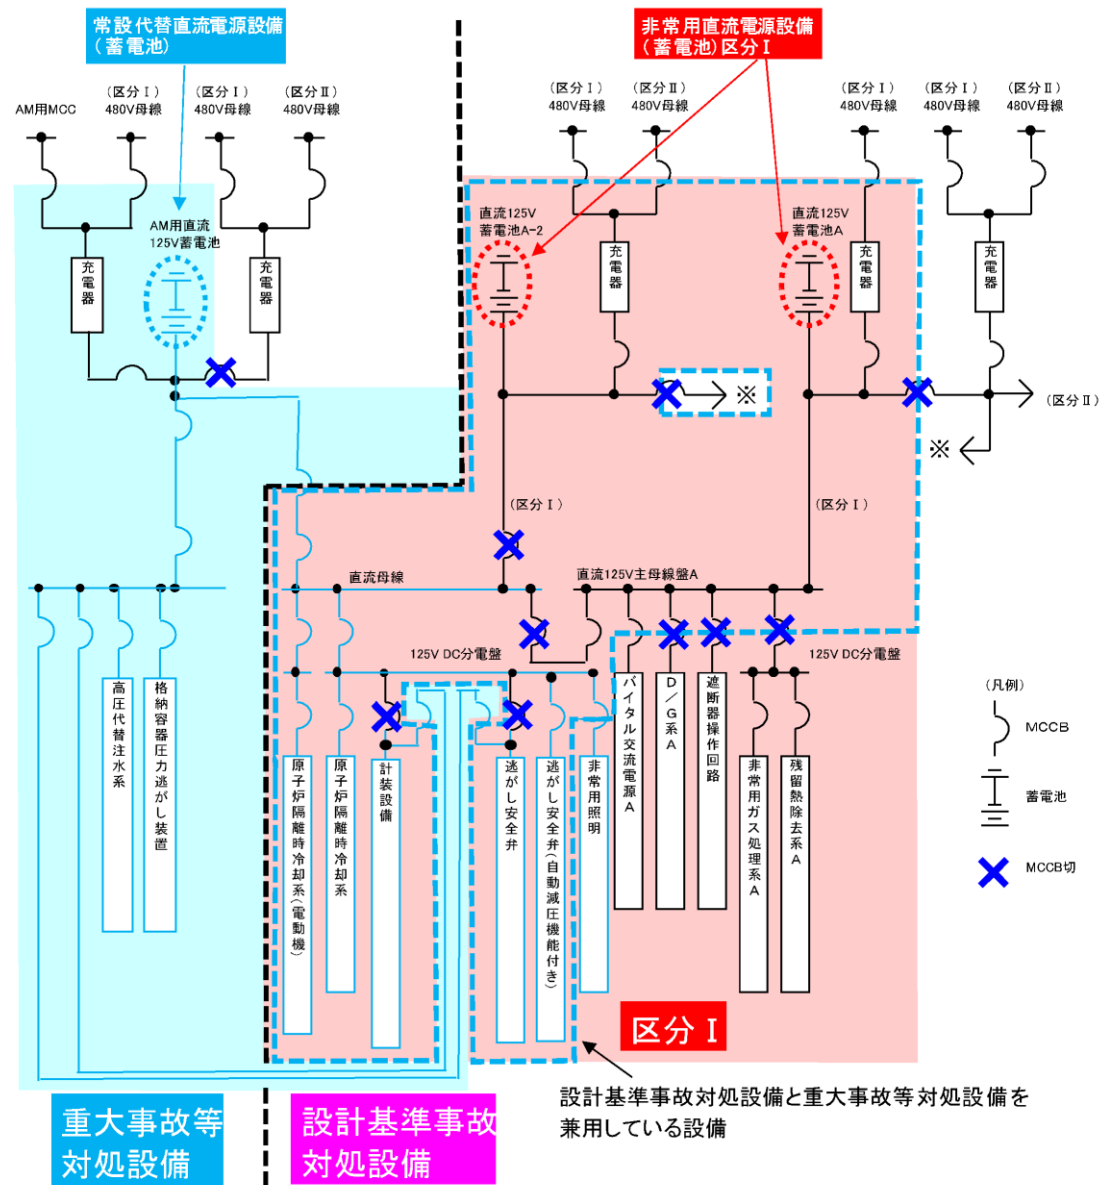 常設代替直流電源設備
(蓄電池)
非常用直流電源設備
(蓄電池)区分Ⅰ
AM用MCC
(区分Ⅰ)
480V母線
(区分Ⅰ)
480V母線
(区分Ⅱ)
480V母線
(区分Ⅰ)
480V母線
(区分Ⅱ)
480V母線
(区分Ⅰ)
480V母線
(区分Ⅰ)
480V母線
(区分Ⅱ)
480V母線
AM用直流
125V蓄電池
直流125V
蓄電池A-2
直流125V
蓄電池A
充電器
充電器
充電器
充電器
充電器
※
(区分Ⅱ)
※
(区分Ⅰ)
(区分Ⅰ)
直流母線
直流125V主母線盤A
125V DC分電盤
125V DC分電盤
高圧代替注水系
格納容器圧力逃がし装置
原子炉隔離時冷却系(電動機)
原子炉隔離時冷却系
計装設備
逃がし安全弁
逃がし安全弁(自動減圧機能付き)
非常用照明
バイタル交流電源A
D/G系A
遮断器操作回路
非常用ガス処理系A
残留熱除去系A
(凡例)
MCCB
蓄電池
MCCB切
区分Ⅰ
設計基準事故対処設備と重大事故等対処設備を
兼用している設備
重大事故等
対処設備
設計基準事故
対処設備